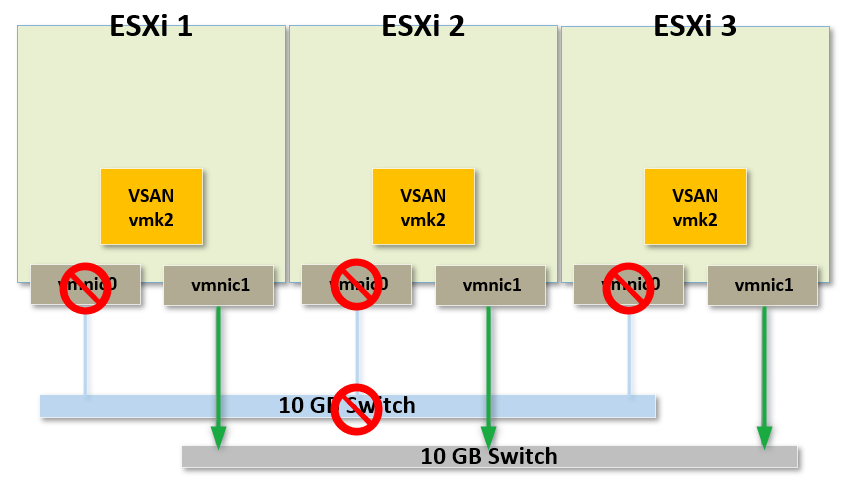 ESXi 1
ESXi 2
ESXi 3
VSAN
vmk2
VSAN
vmk2
VSAN
vmk2
vmnic0
vmnic1
vmnic0
vmnic1
vmnic0
vmnic1
10 GB Switch
10 GB Switch